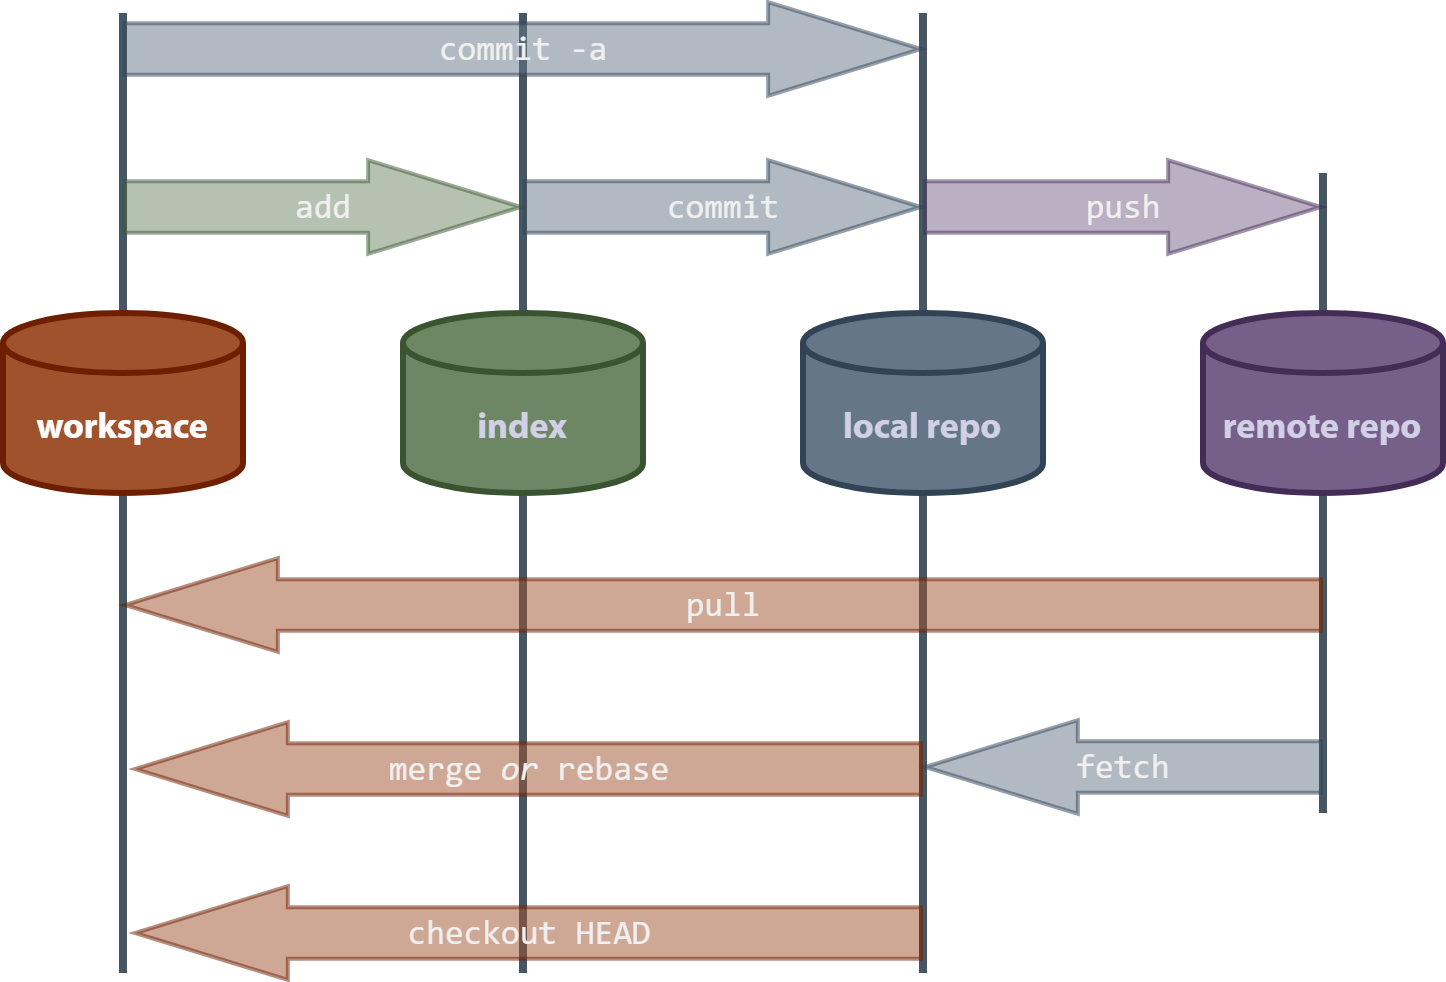 commit -a
add
commit
push
workspace
index
local repo
remote repo
pull
merge or rebase
fetch
checkout HEAD